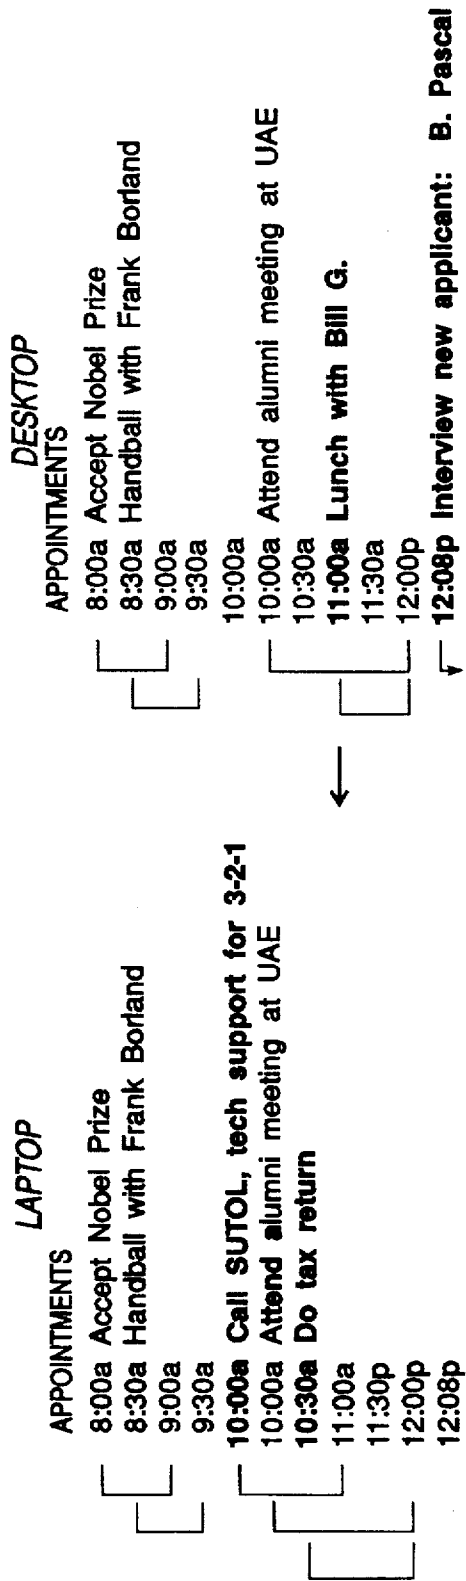 LAPTOP
APPOINTMENTS
8:00a Accept Nobel Prize
8:30a Handball with Frank Borland
9:00a
9:30a
10:00a Call SUTOL, tech support for 3-2-1
10:00a Attend alumni meeting at UAE
10:30a Do tax return
11:00a
11:30p
12:00p
12:08p
DESKTOP
APPOINTMENTS
8:00a Accept Nobel Prize
8:30a Handball with Frank Borland
9:00a
9:30a
10:00a
10:00a Attend alumni meeting at UAE
10:30a
11:00a Lunch with Bill G.
11:30a
12:00p
12:08p Interview new applicant: B. Pascal